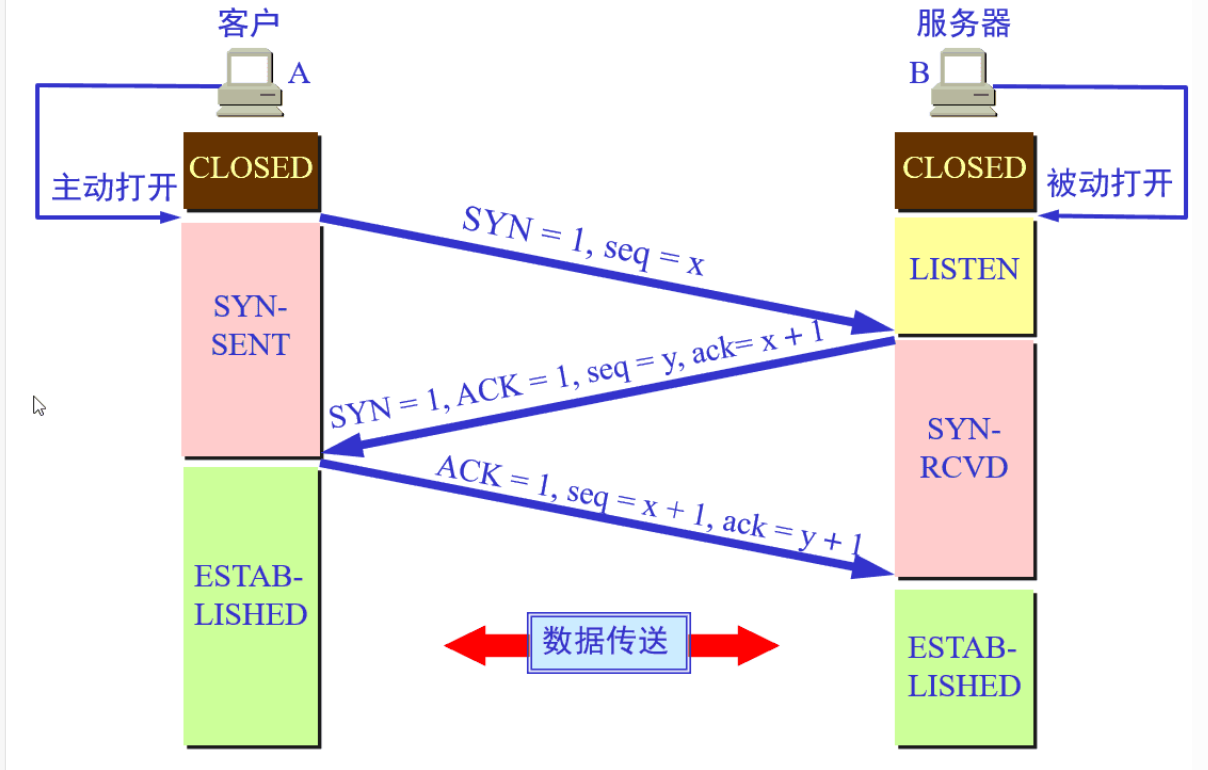 客户
服务器
A
B
CLOSED
CLOSED
主动打开
被动打开
SYN = 1, seq = x
LISTEN
SYN-
SENT
SYN = 1, ACK = 1, seq = y, ack= x + 1
SYN-
RCVD
ACK = 1, seq = x + 1, ack = y + 1
ESTAB-
LISHED
数据传送
ESTAB-
LISHED